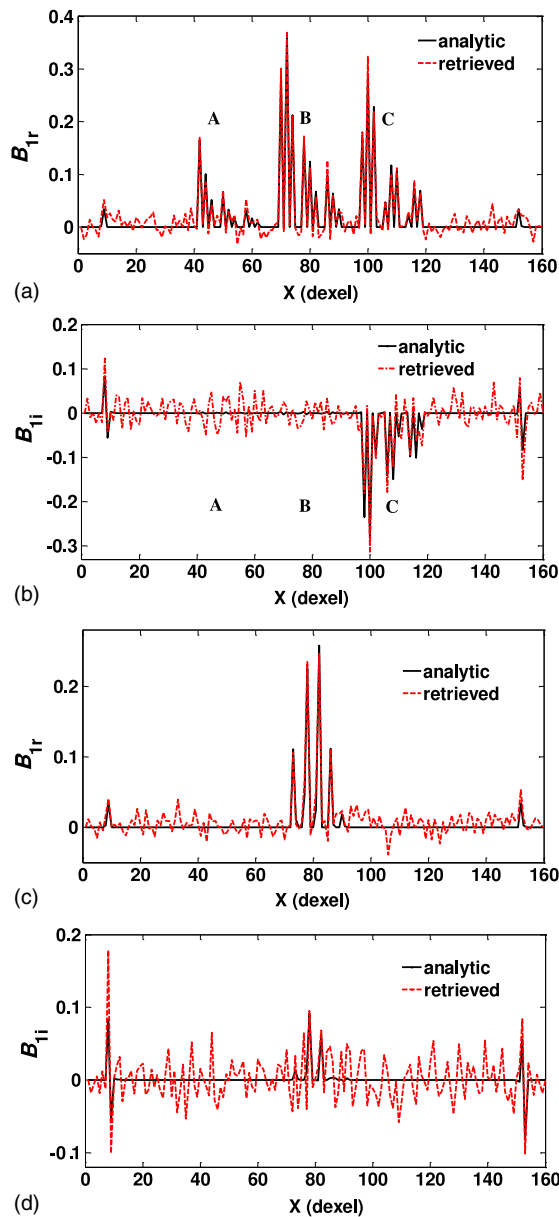 0.4
0.3
0.2
0.1
0
B1r
analytic
retrieved
A
B
C
0 20 40 60 80 100 120 140 160
X (dexel)
(a)
0.2
0.1
0
-0.1
-0.2
-0.3
B1i
analytic
retrieved
A
B
C
0 20 40 60 80 100 120 140 160
X (dexel)
(b)
0.2
0.1
0
B1r
analytic
retrieved
0 20 40 60 80 100 120 140 160
X (dexel)
(c)
0.2
0.1
0
-0.1
B1i
analytic
retrieved
0 20 40 60 80 100 120 140 160
X (dexel)
(d)